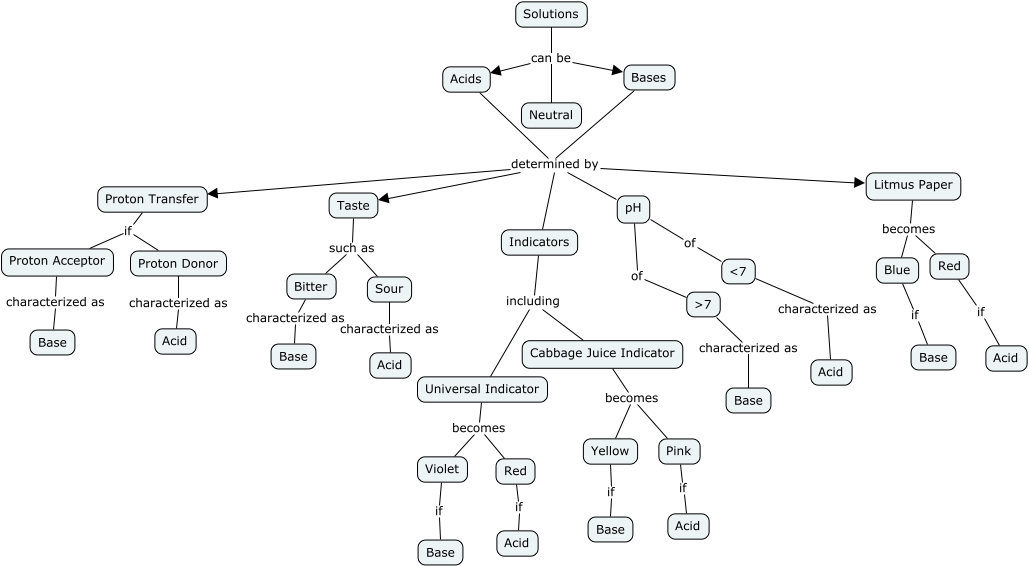 Solutions
can be
Acids
Bases
Neutral
determined by
Proton Transfer
Taste
Indicators
pH
Litmus Paper
if
such as
including
of
of
becomes
Proton Acceptor
Proton Donor
Bitter
Sour
<7
>7
Blue
Red
characterized as
characterized as
characterized as
characterized as
characterized as
characterized as
if
if
Base
Acid
Base
Acid
Cabbage Juice Indicator
Universal Indicator
Base
Acid
Base
Acid
becomes
becomes
Violet
Red
Yellow
Pink
if
if
if
if
Base
Acid
Base
Acid